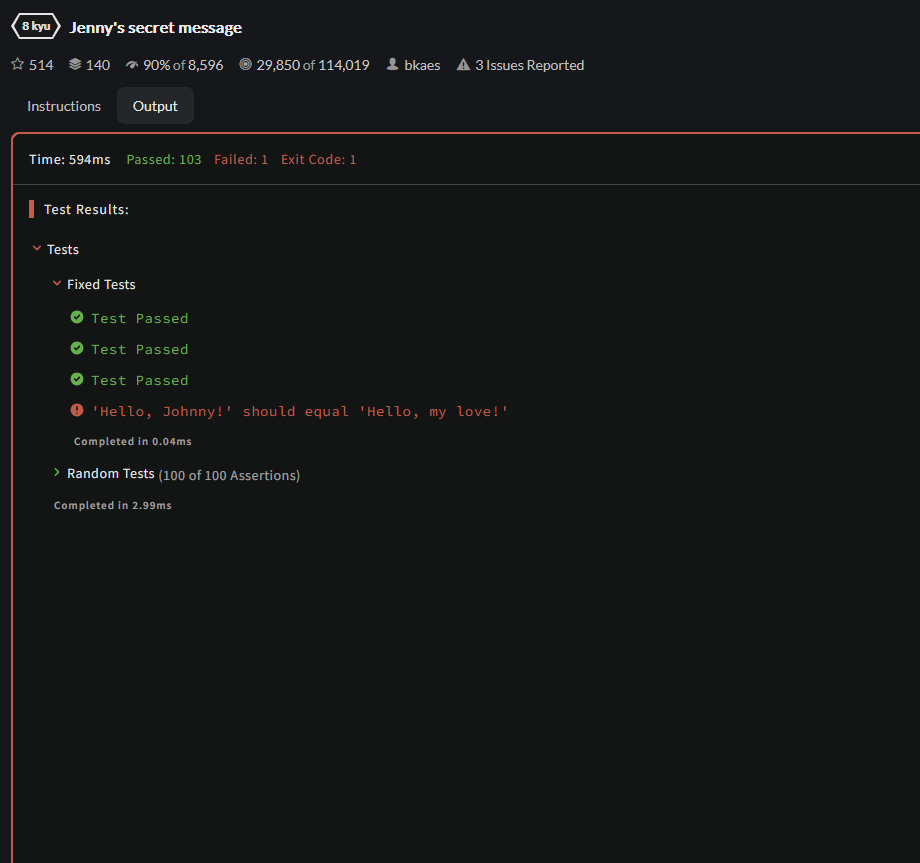 8 kyu Jenny's secret message
514 140 90% of 8,596 29,850 of 114,019 bkaes 3 Issues Reported
Instructions Output
Time: 594ms Passed: 103 Failed: 1 Exit Code: 1
Test Results:
Tests
Fixed Tests
Test Passed
Test Passed
Test Passed
'Hello, Johnny!' should equal 'Hello, my love!'
Completed in 0.04ms
Random Tests (100 of 100 Assertions)
Completed in 2.99ms